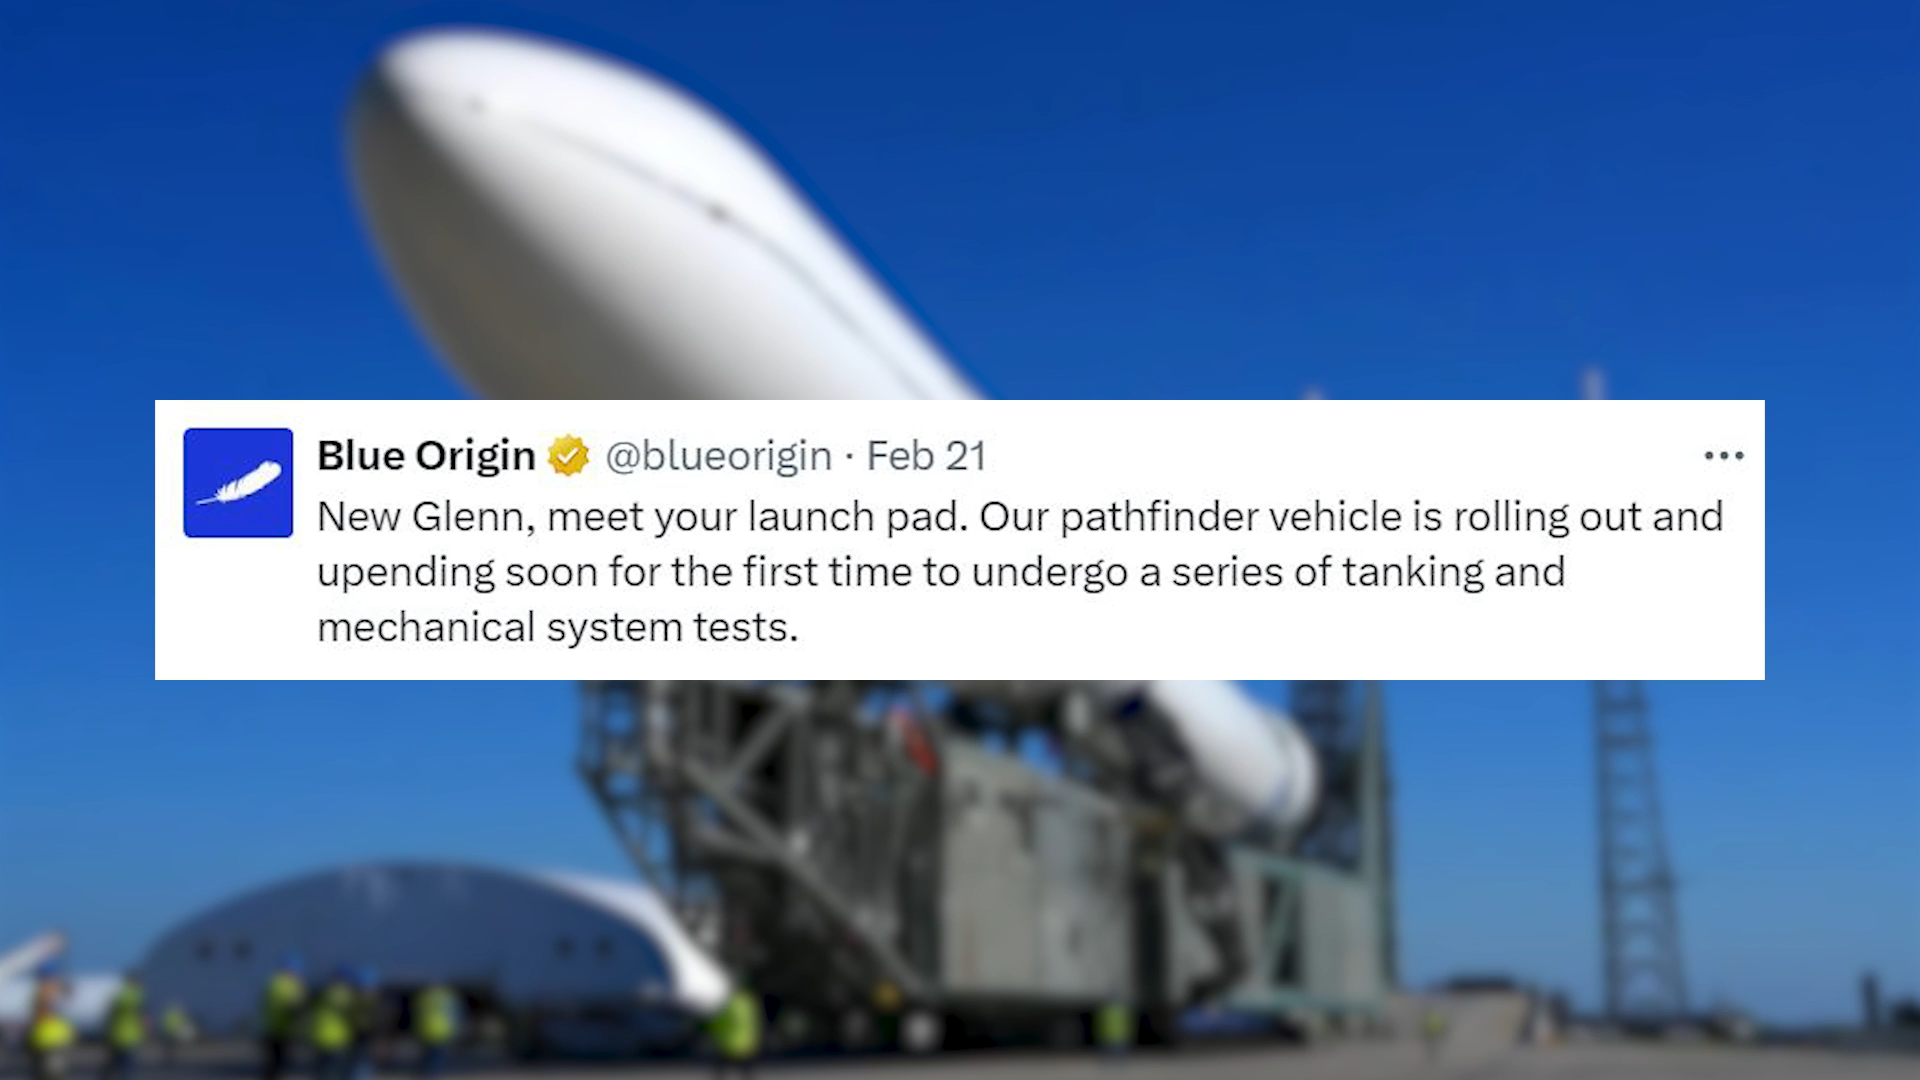 Blue Origin @blueorigin · Feb 21
New Glenn, meet your launch pad. Our pathfinder vehicle is rolling out and
upending soon for the first time to undergo a series of tanking and
mechanical system tests.